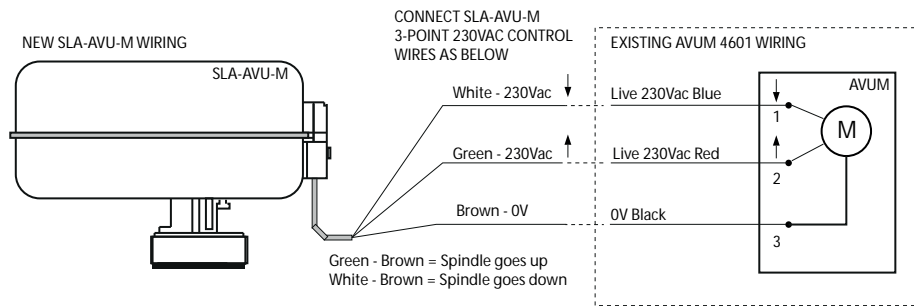 NEW SLA-AVU-M WIRING
SLA-AVU-M
CONNECT SLA-AVU-M
3-POINT 230VAC CONTROL
WIRES AS BELOW
EXISTING AVUM 4601 WIRING
AVUM
White - 230Vac
Live 230Vac Blue
1
M
Green - 230Vac
Live 230Vac Red
2
Brown - 0V
0V Black
3
Green - Brown = Spindle goes up
White - Brown = Spindle goes down